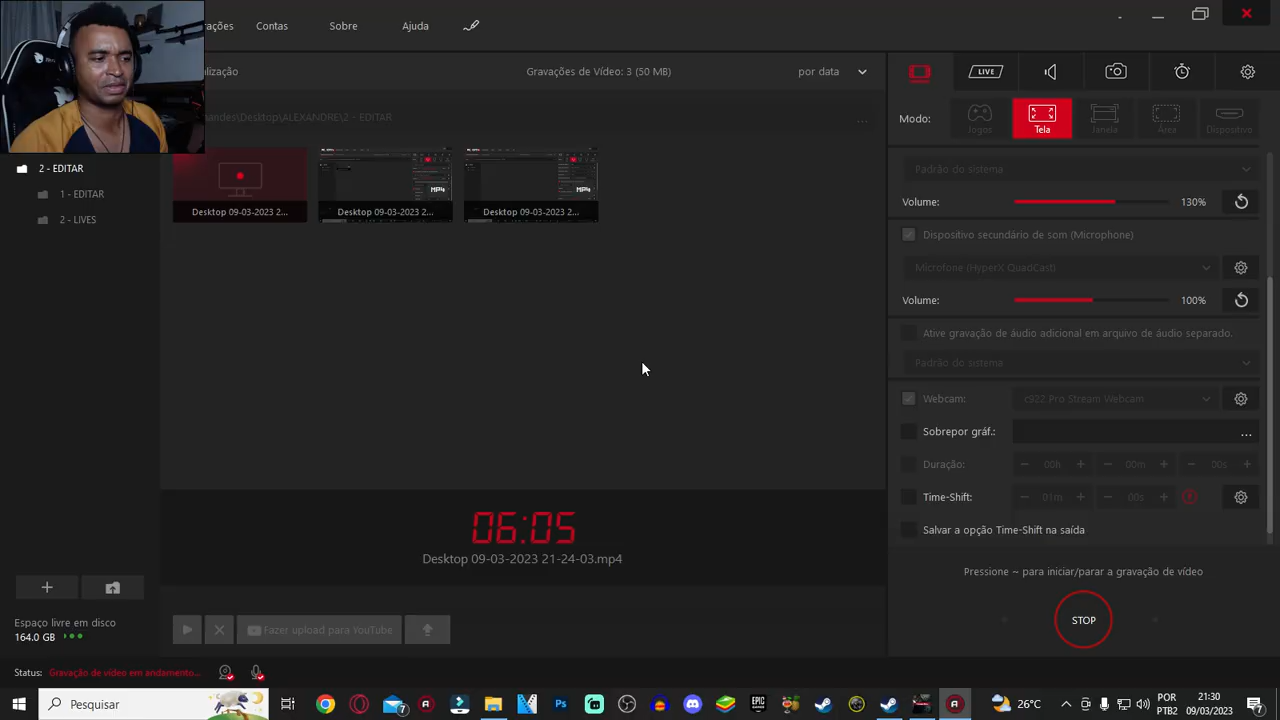 ações Contas Sobre Ajuda
lização Gravações de Vídeo: 3 (50 MB) por data
LIVE
andes\Desktop\ALEXANDRE\2 - EDITAR ...
Modo: Jogos Tela Janela Área Dispositivo
2 - EDITAR
1 - EDITAR
2 - LIVES
MP4 MP4
Desktop 09-03-2023 2... Desktop 09-03-2023 2... Desktop 09-03-2023 2...
Padrão do sistema
Volume: 130%
Dispositivo secundário de som (Microphone)
Microfone (HyperX QuadCast)
Volume: 100%
Ative gravação de áudio adicional em arquivo de áudio separado.
Padrão do sistema
Webcam: c922 Pro Stream Webcam
Sobrepor gráf.: ...
Duração: 00h 00m 00s
Time-Shift: 01m 00s
Salvar a opção Time-Shift na saída
06:05
Desktop 09-03-2023 21-24-03.mp4
Pressione ~ para iniciar/parar a gravação de vídeo
STOP
Espaço livre em disco
164.0 GB
Fazer upload para YouTube
Status: Gravação de vídeo em andamento...
Pesquisar
7
Ps
EPIC
26°C
POR
PTB2
21:30
09/03/2023